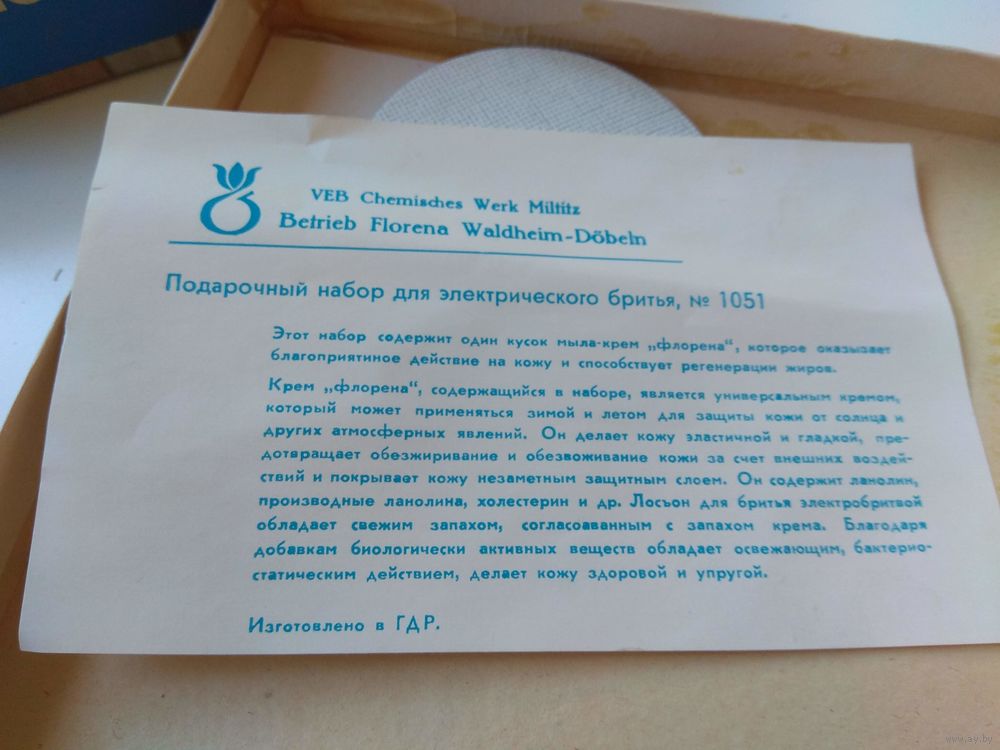 VEB Chemisches Werk Miltitz
Betrieb Florena Waldheim-Döbeln
Подарочный набор для электрического бритья, № 1051
Этот набор содержит один кусок мыла-крем „флорена“, которое оказывает
благоприятиное действие на кожу и способствует регенерации жиров.
Крем „флорена“, содержащийся в наборе, является универсальным кремом,
который может применяться зимой и летом для защиты кожи от солнца и
других атмосферных явлений. Он делает кожу эластичной и гладкой, пре-
дотвращает обезжиривание и обезвоживание кожи за счет внешних воздей-
ствий и покрывает кожу незаметным защитным слоем. Он содержит ланолин,
производные ланолина, холестерин и др. Лосьон для бритья электробритвой
обладает свежим запахом, согласоаванным с запахом крема. Благодаря
добавкам биологически активных веществ обладает освежающим, бактерио-
статическим действием, делает кожу здоровой и упругой.
Изготовлено в ГДР.
www.ay.by